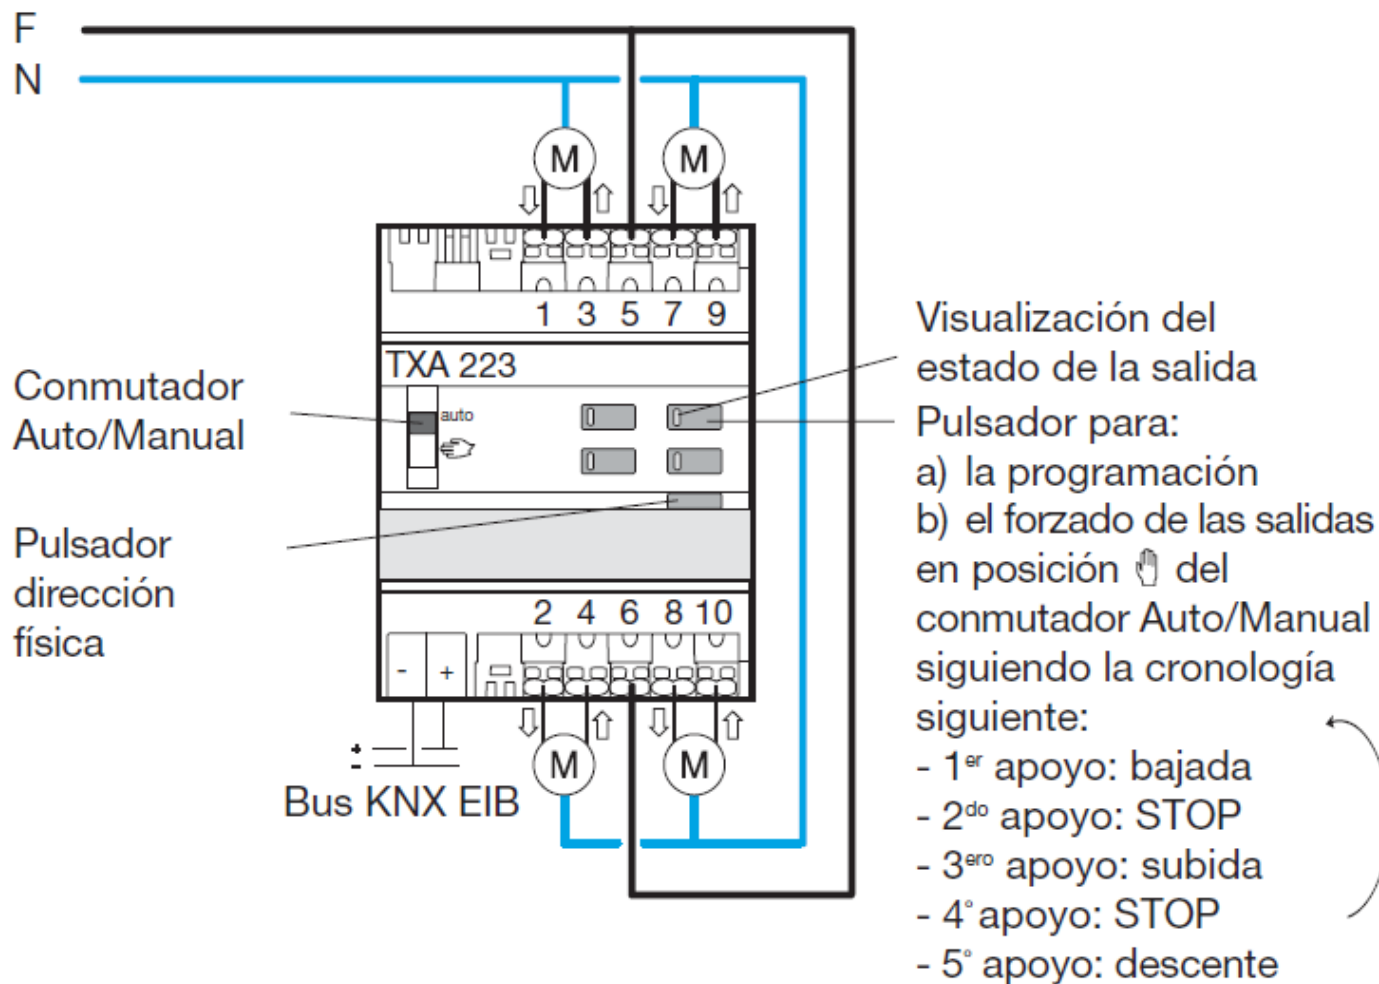 F
N
M M
1 3 5 7 9
TXA 223
auto
Conmutador
Auto/Manual
Pulsador
dirección
física
2 4 6 8 10
- +
M M
+
-
Bus KNX EIB
Visualización del
estado de la salida
Pulsador para:
a) la programación
b) el forzado de las salidas
en posición del
conmutador Auto/Manual
siguiendo la cronología
siguiente:
- 1er apoyo: bajada
- 2do apoyo: STOP
- 3ero apoyo: subida
- 4° apoyo: STOP
- 5° apoyo: descente